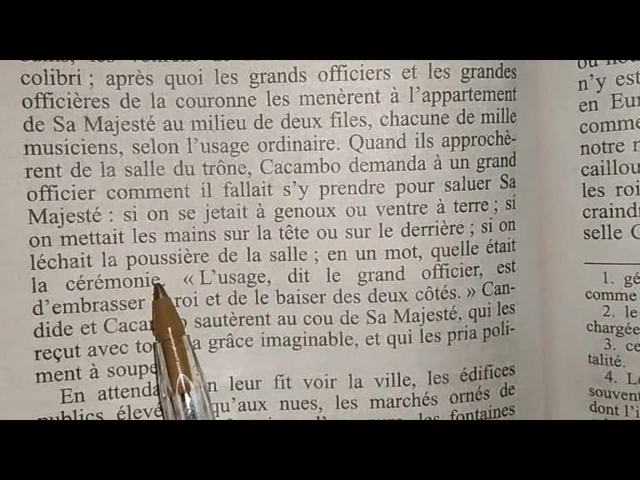 colibri ; après quoi les grands officiers et les grandes
officières de la couronne les menèrent à l'appartement
de Sa Majesté au milieu de deux files, chacune de mille
musiciens, selon l'usage ordinaire. Quand ils approchè-
rent de la salle du trône, Cacambo demanda à un grand
officier comment il fallait s'y prendre pour saluer Sa
Majesté : si on se jetait à genoux ou ventre à terre ; si
on mettait les mains sur la tête ou sur le derrière ; si on
léchait la poussière de la salle ; en un mot, quelle était
la cérémonie. « L'usage, dit le grand officier, est
d'embrasser roi et de le baiser des deux côtés. » Can-
dide et sautèrent au cou de Sa Majesté, qui les
reçut avec grâce imaginable, et qui les pria poli-
ment à
En leur fit voir la ville, les édifices
publics aux nues, les marchés ornés de
les fontaines
n'y est
en Eur
comme
notre n
caillou
les roi
craindr
selle C
1. gé
comme
2. le
chargée
3. ce
talité.
4. Le
souvent
dont l'i